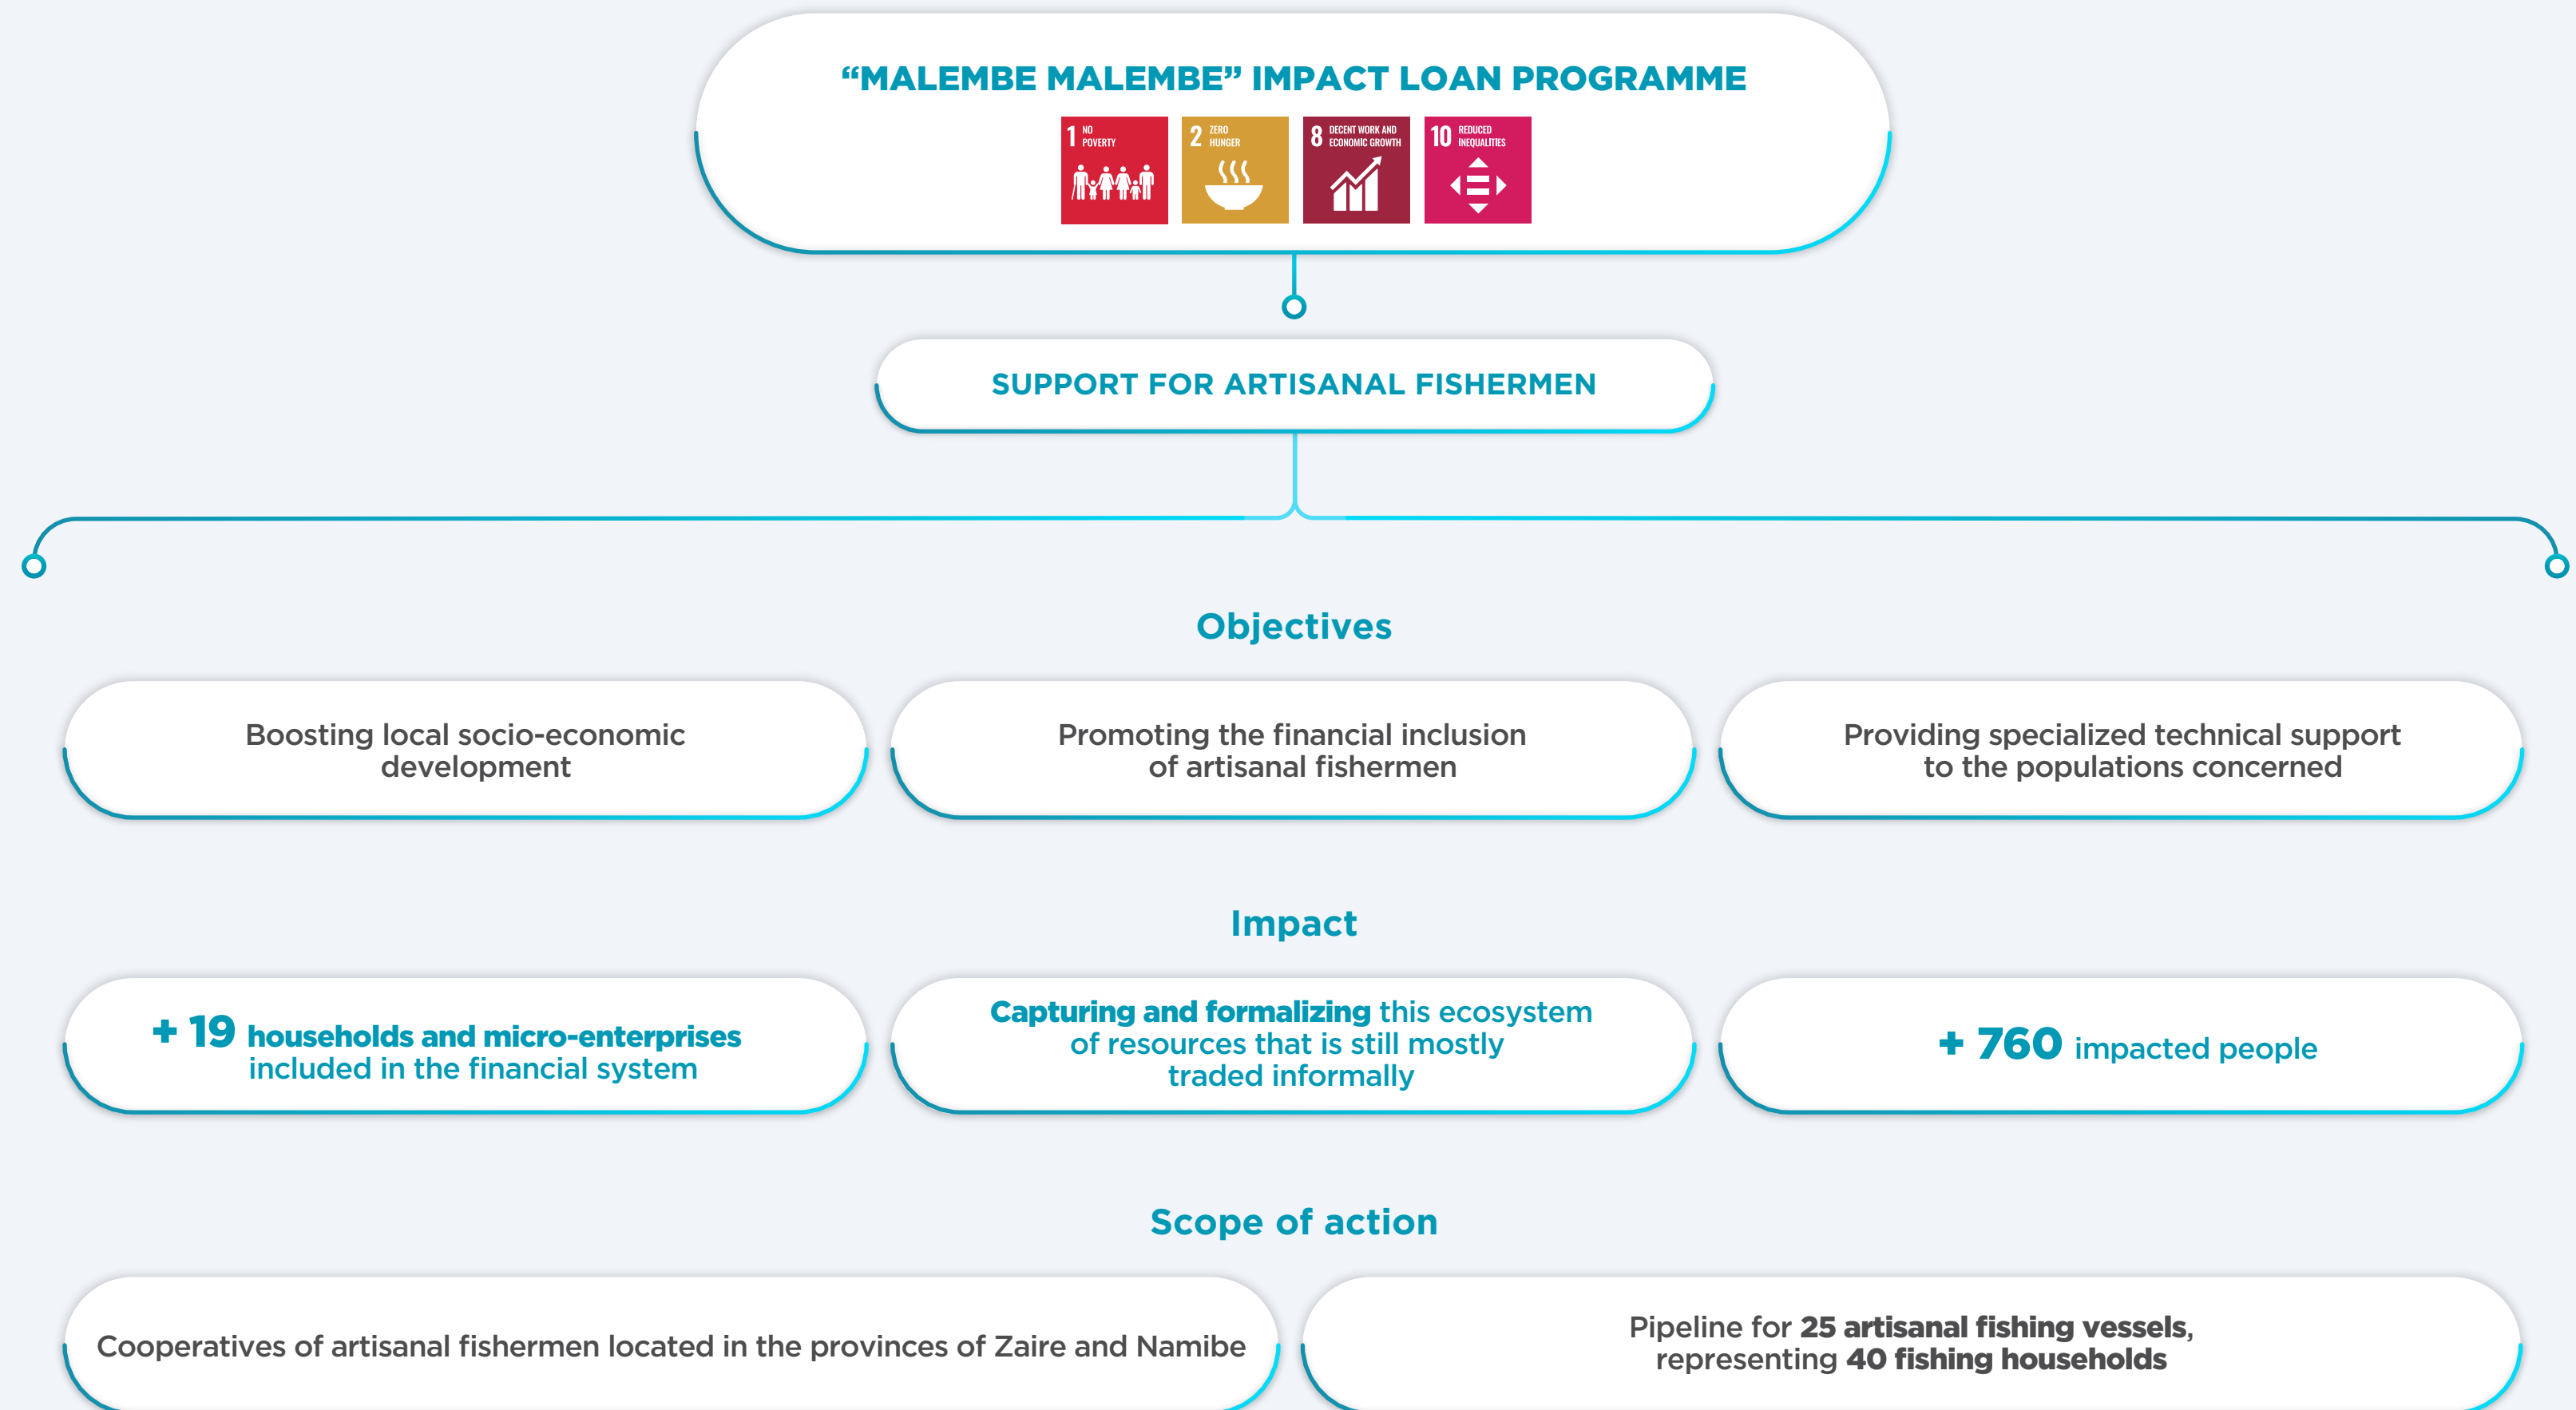 “MALEMBE MALEMBE” IMPACT LOAN PROGRAMME
1 NO POVERTY
2 ZERO HUNGER
8 DECENT WORK AND ECONOMIC GROWTH
10 REDUCED INEQUALITIES
SUPPORT FOR ARTISANAL FISHERMEN
Objectives
Boosting local socio-economic
development
Promoting the financial inclusion
of artisanal fishermen
Providing specialized technical support
to the populations concerned
Impact
+ 19 households and micro-enterprises
included in the financial system
Capturing and formalizing this ecosystem
of resources that is still mostly
traded informally
+ 760 impacted people
Scope of action
Cooperatives of artisanal fishermen located in the provinces of Zaire and Namibe
Pipeline for 25 artisanal fishing vessels,
representing 40 fishing households